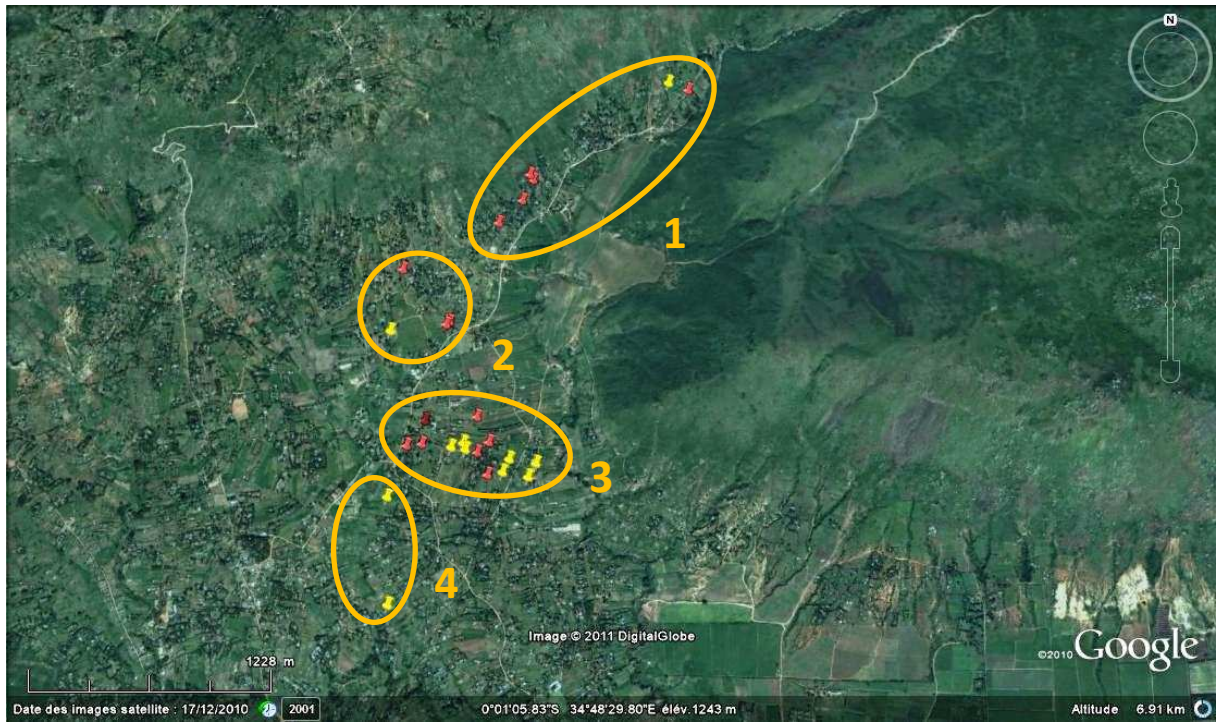 N
1
2
3
4
1228 m
Image © 2011 DigitalGlobe
©2010 Google
Date des images satellite : 17/12/2010 2001 0°01'05.83"S 34°48'29.80"E élév. 1243 m Altitude 6.91 km